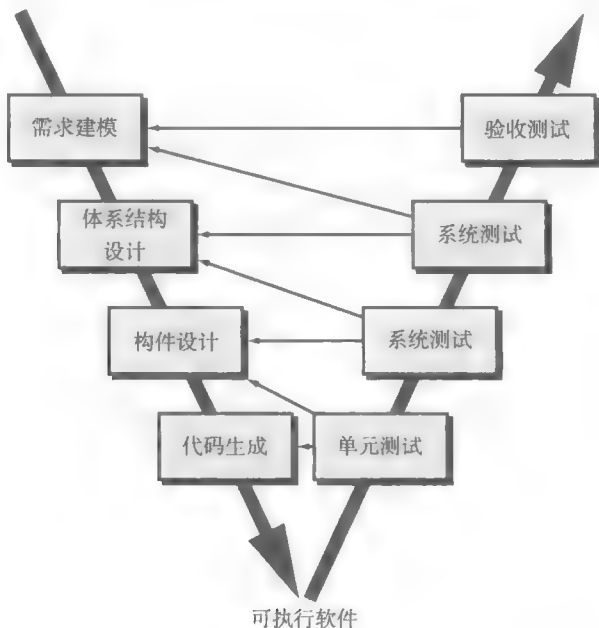 需求建模
验收测试
体系结构
设计
系统测试
构件设计
系统测试
代码生成
单元测试
可执行软件